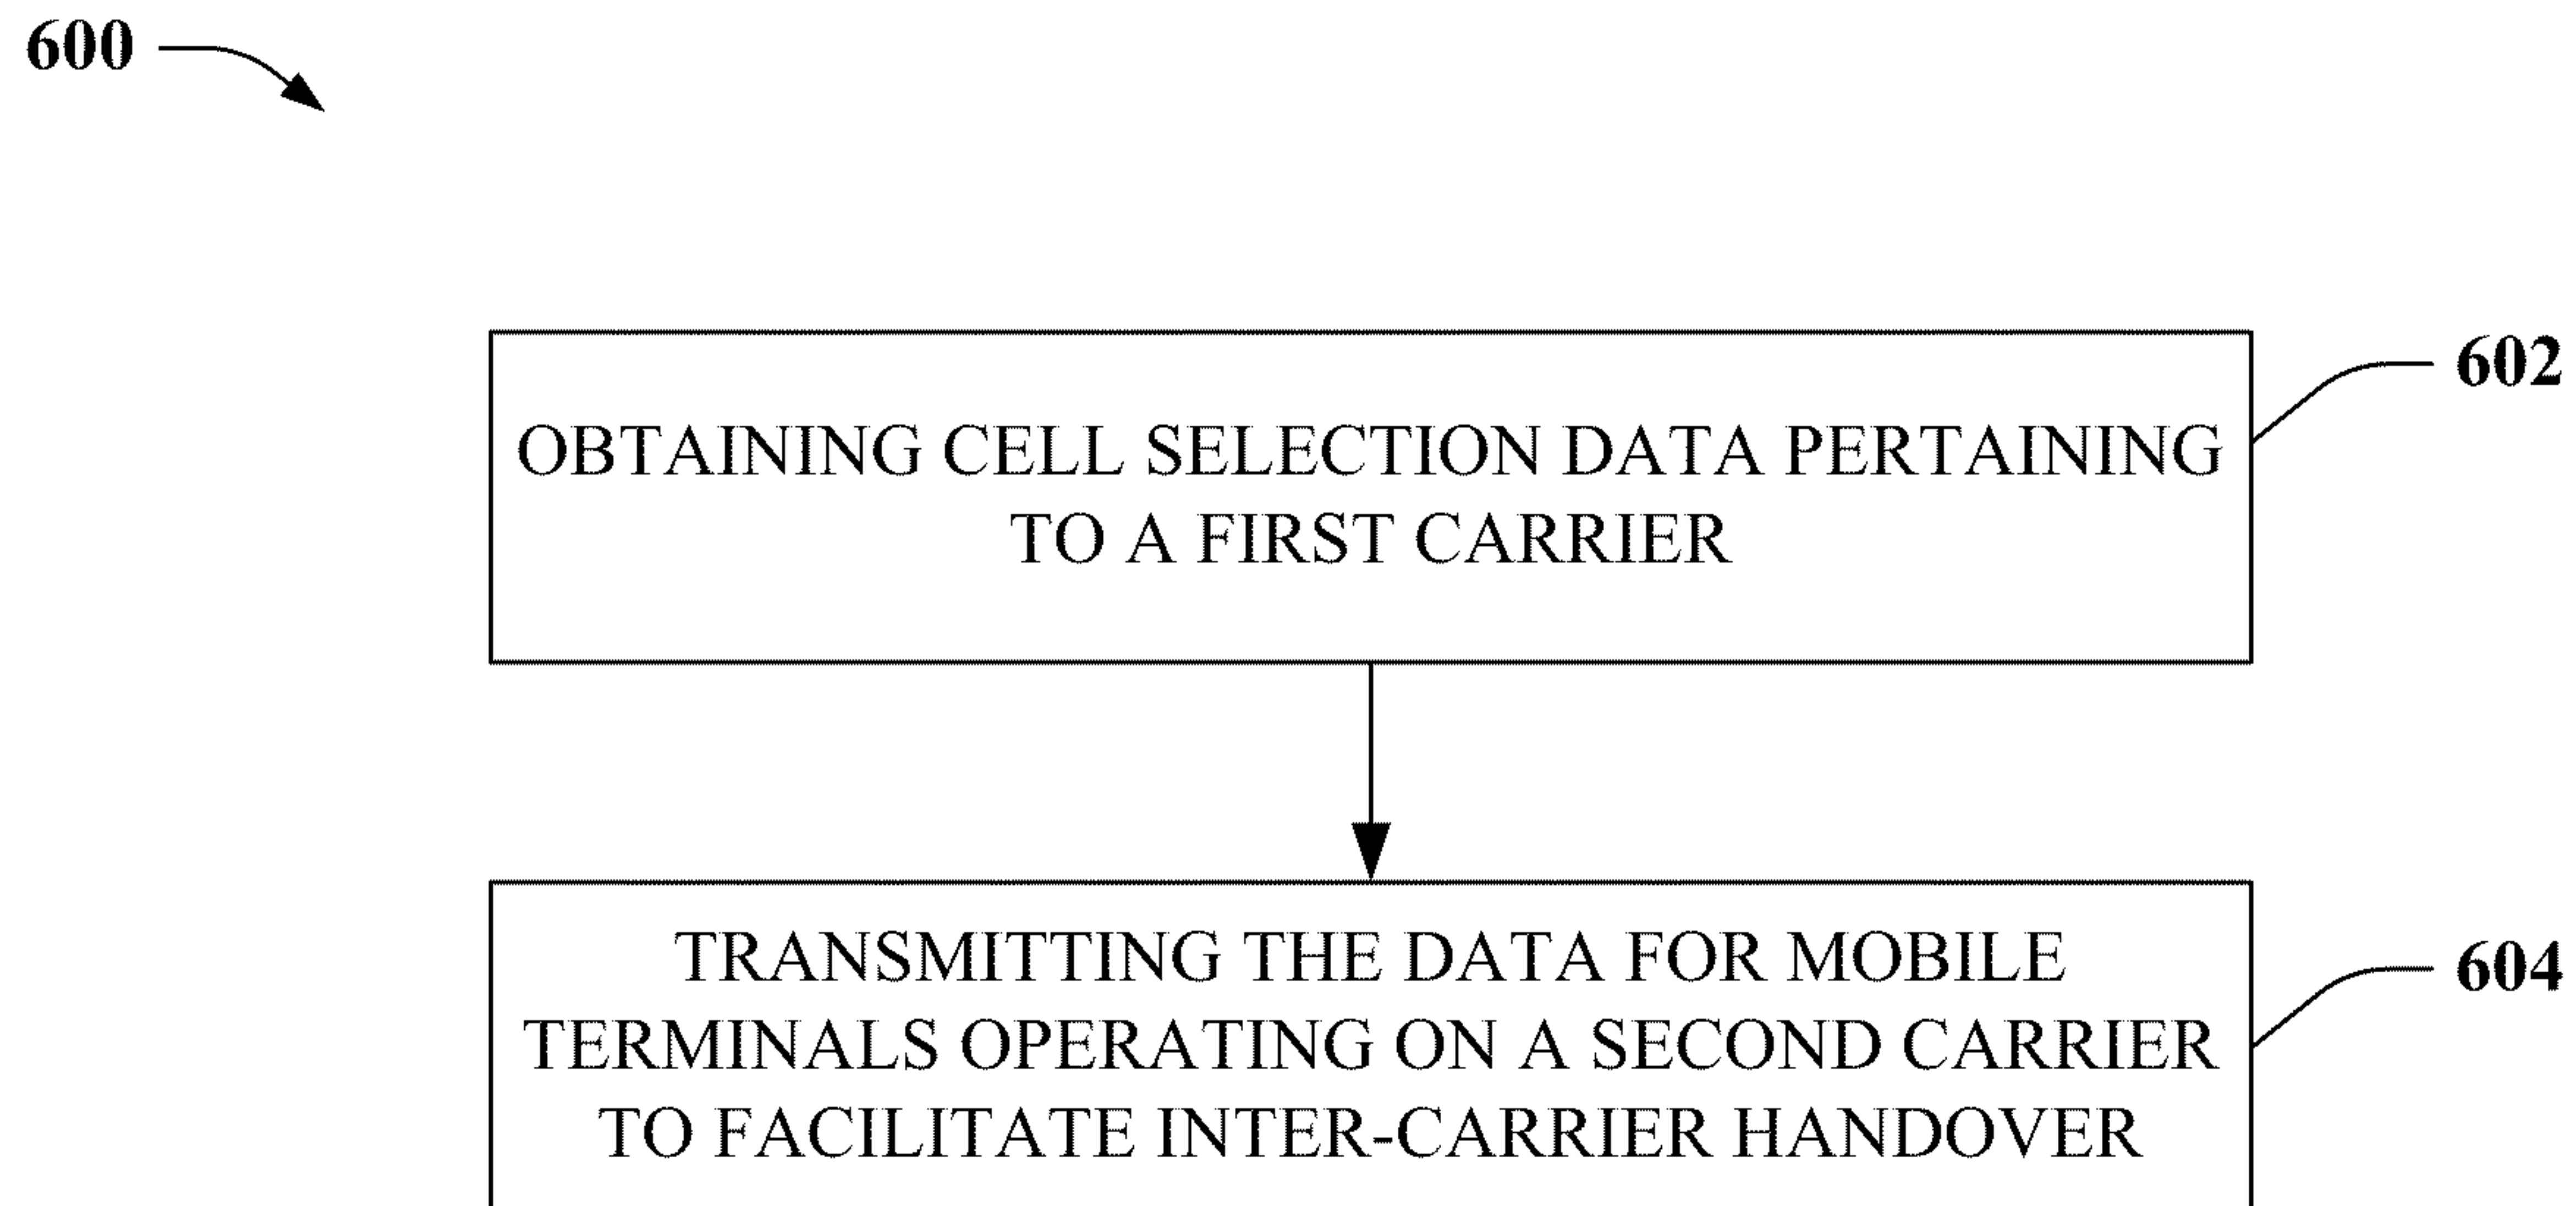 600
602
OBTAINING CELL SELECTION DATA PERTAINING
TO A FIRST CARRIER
604
TRANSMITTING THE DATA FOR MOBILE
TERMINALS OPERATING ON A SECOND CARRIER
TO FACILITATE INTER-CARRIER HANDOVER